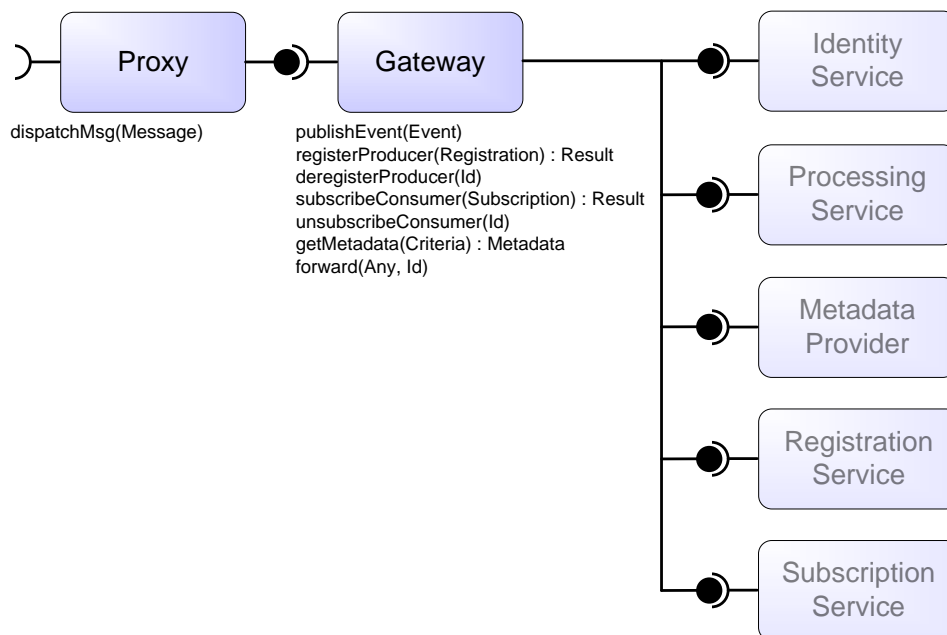 Proxy
dispatchMsg(Message)
Gateway
publishEvent(Event)
registerProducer(Registration) : Result
deregisterProducer(Id)
subscribeConsumer(Subscription) : Result
unsubscribeConsumer(Id)
getMetadata(Criteria) : Metadata
forward(Any, Id)
Identity
Service
Processing
Service
Metadata
Provider
Registration
Service
Subscription
Service